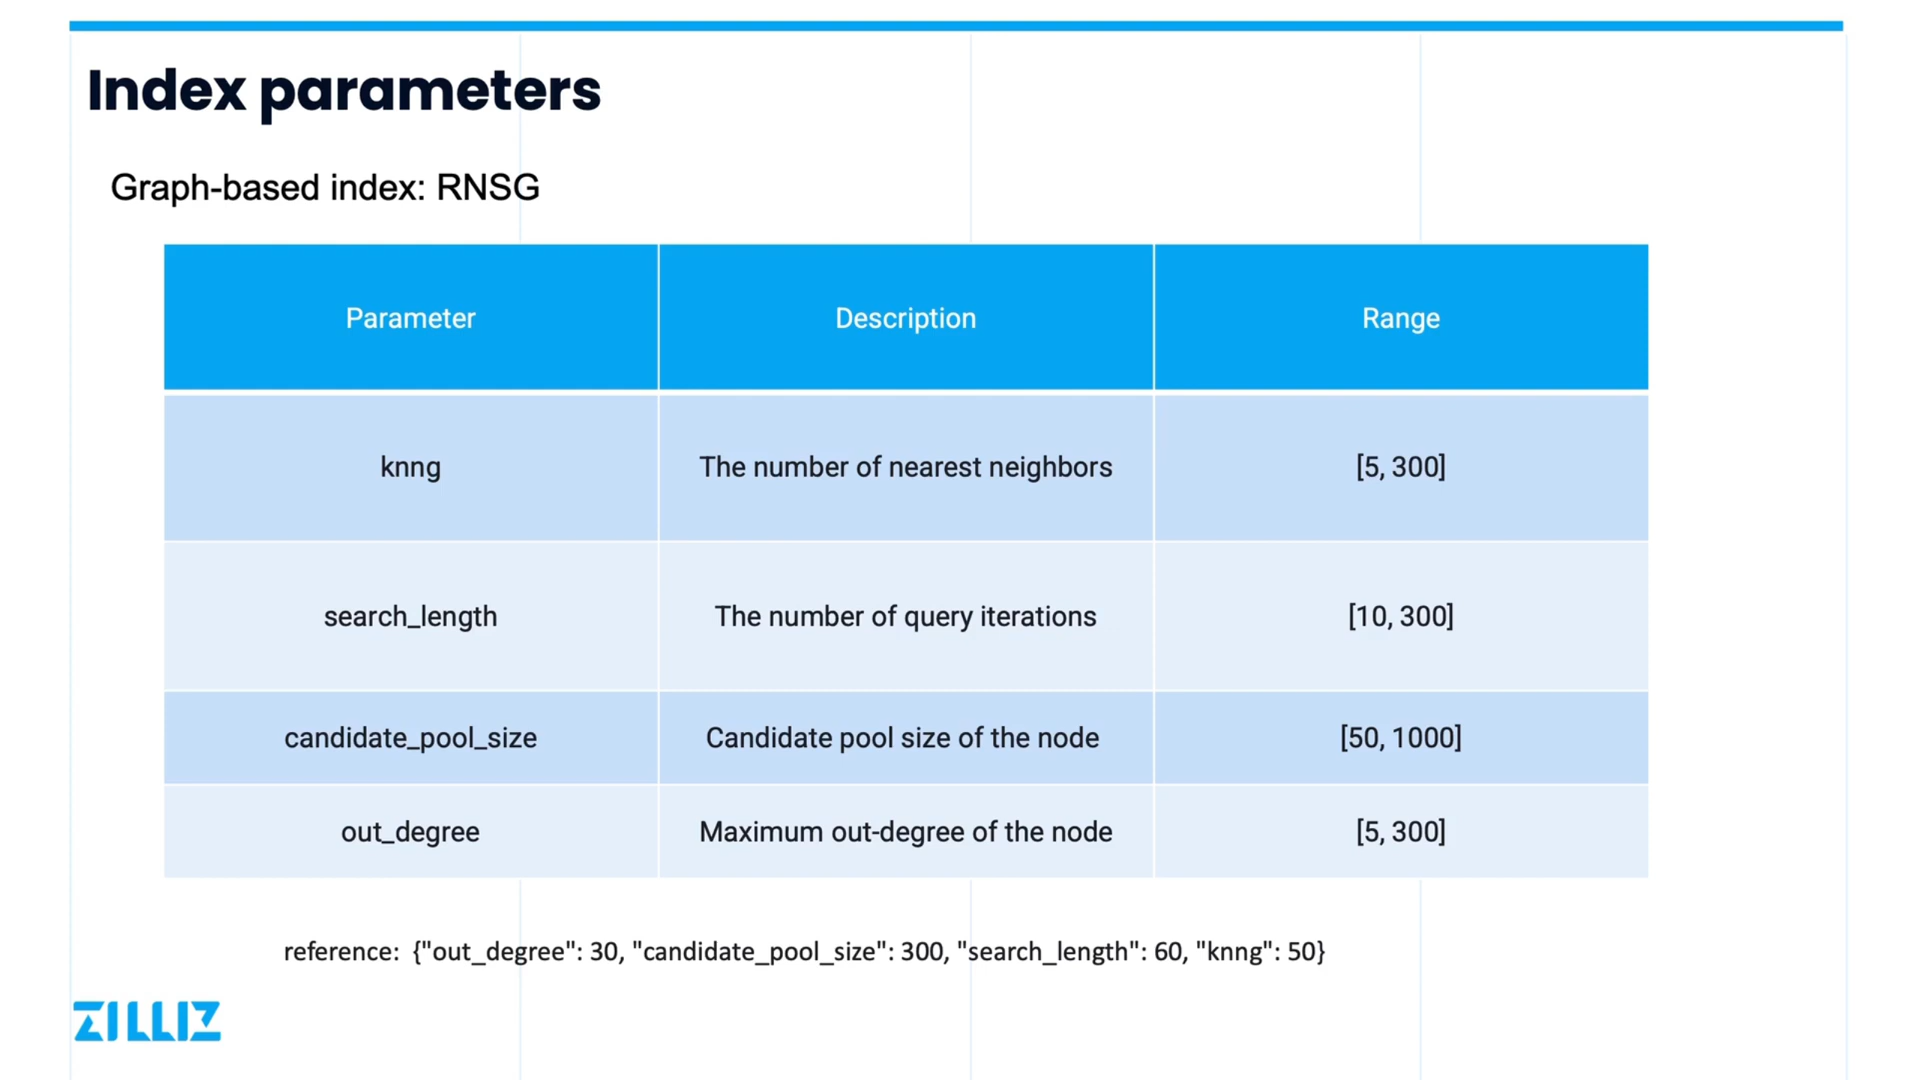 Index parameters
Graph-based index: RNSG
Parameter Description Range
knng The number of nearest neighbors [5, 300]
search_length The number of query iterations [10, 300]
candidate_pool_size Candidate pool size of the node [50, 1000]
out_degree Maximum out-degree of the node [5, 300]
reference: {"out_degree": 30, "candidate_pool_size": 300, "search_length": 60, "knng": 50}
ZILLIZ